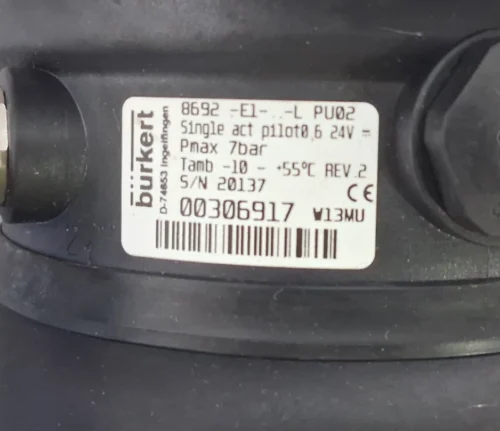 bürkert
D-74653 Ingelfingen
8692 -E1- ..-L PU02
Single act pilot0,6 24V =
Pmax 7bar
Tamb -10 - +55°C REV.2
S/N 20137
CE
00306917 W13MU